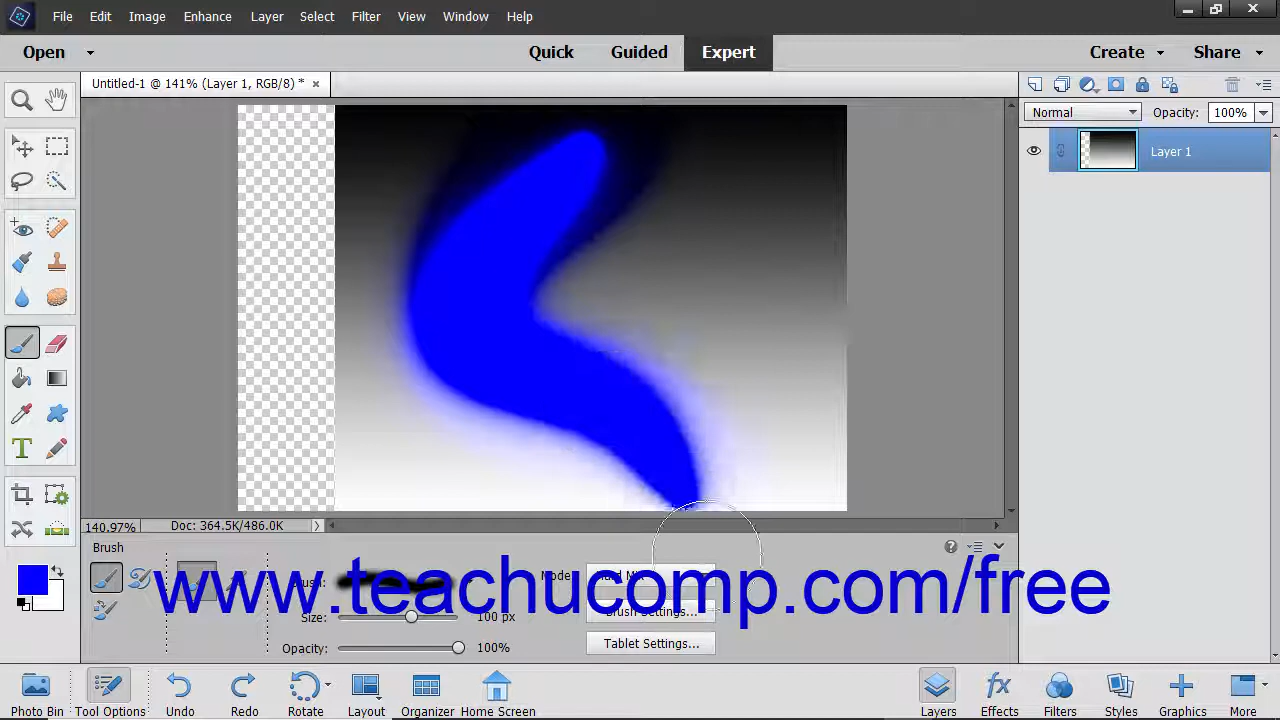 File Edit Image Enhance Layer Select Filter View Window Help
Open Quick Guided Expert Create Share
Untitled-1 @ 141% (Layer 1, RGB/8) * ×
Normal Opacity: 100%
Layer 1
140.97% Doc: 364.5K/486.0K
Brush
Mode:
www.teachucomp.com/free
Brush Settings...
Size: 100 px
Opacity: 100% Tablet Settings...
Photo Bin Tool Options Undo Redo Rotate Layout Organizer Home Screen Layers Effects Filters Styles Graphics More